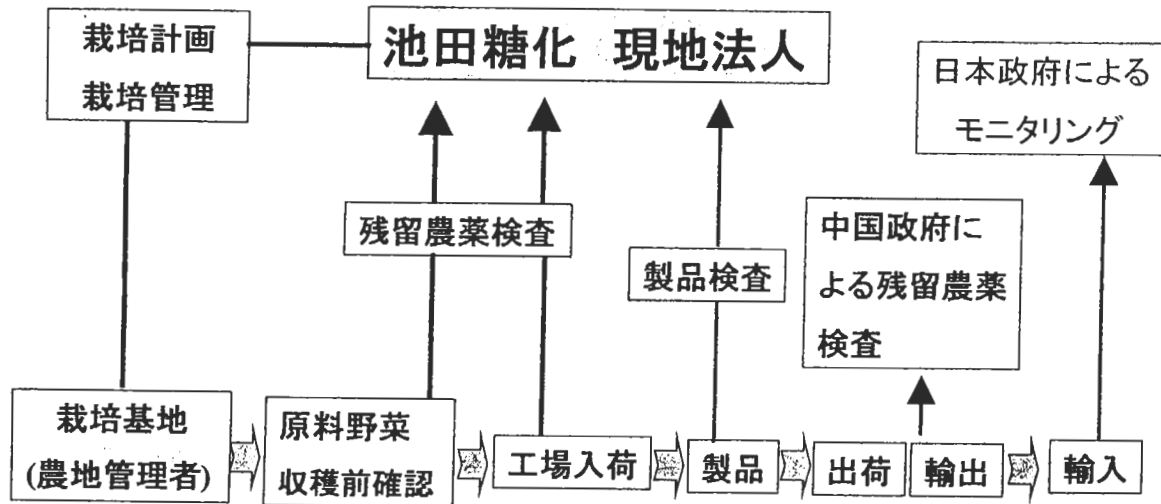 栽培計画
栽培管理
池田糖化 現地法人
日本政府による
モニタリング
残留農薬検査
製品検査
中国政府に
よる残留農薬
検査
栽培基地
(農地管理者)
原料野菜
収穫前確認
工場入荷
製品
出荷
輸出
輸入